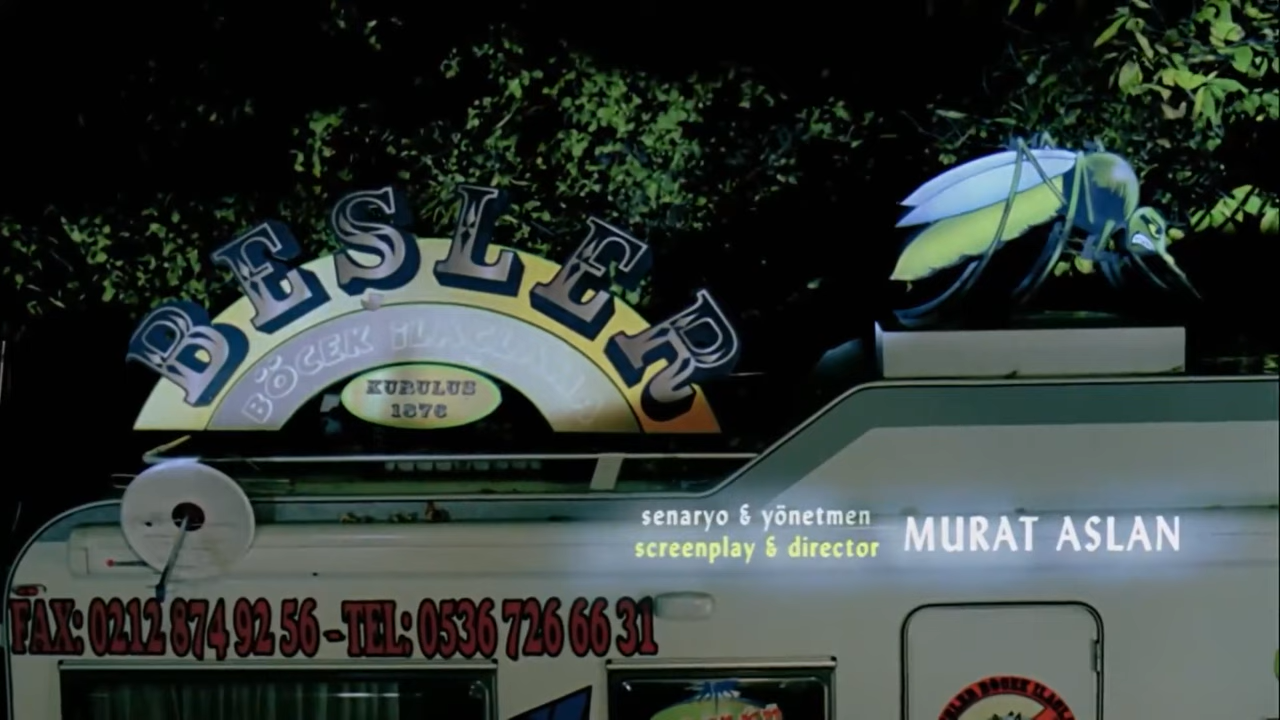 BESLER
BÖCEK İLAÇLAMA
KURULUS
1876
senaryo & yönetmen
screenplay & director
MURAT ASLAN
FAX: 0212 874 92 56 - TEL: 0536 726 66 31